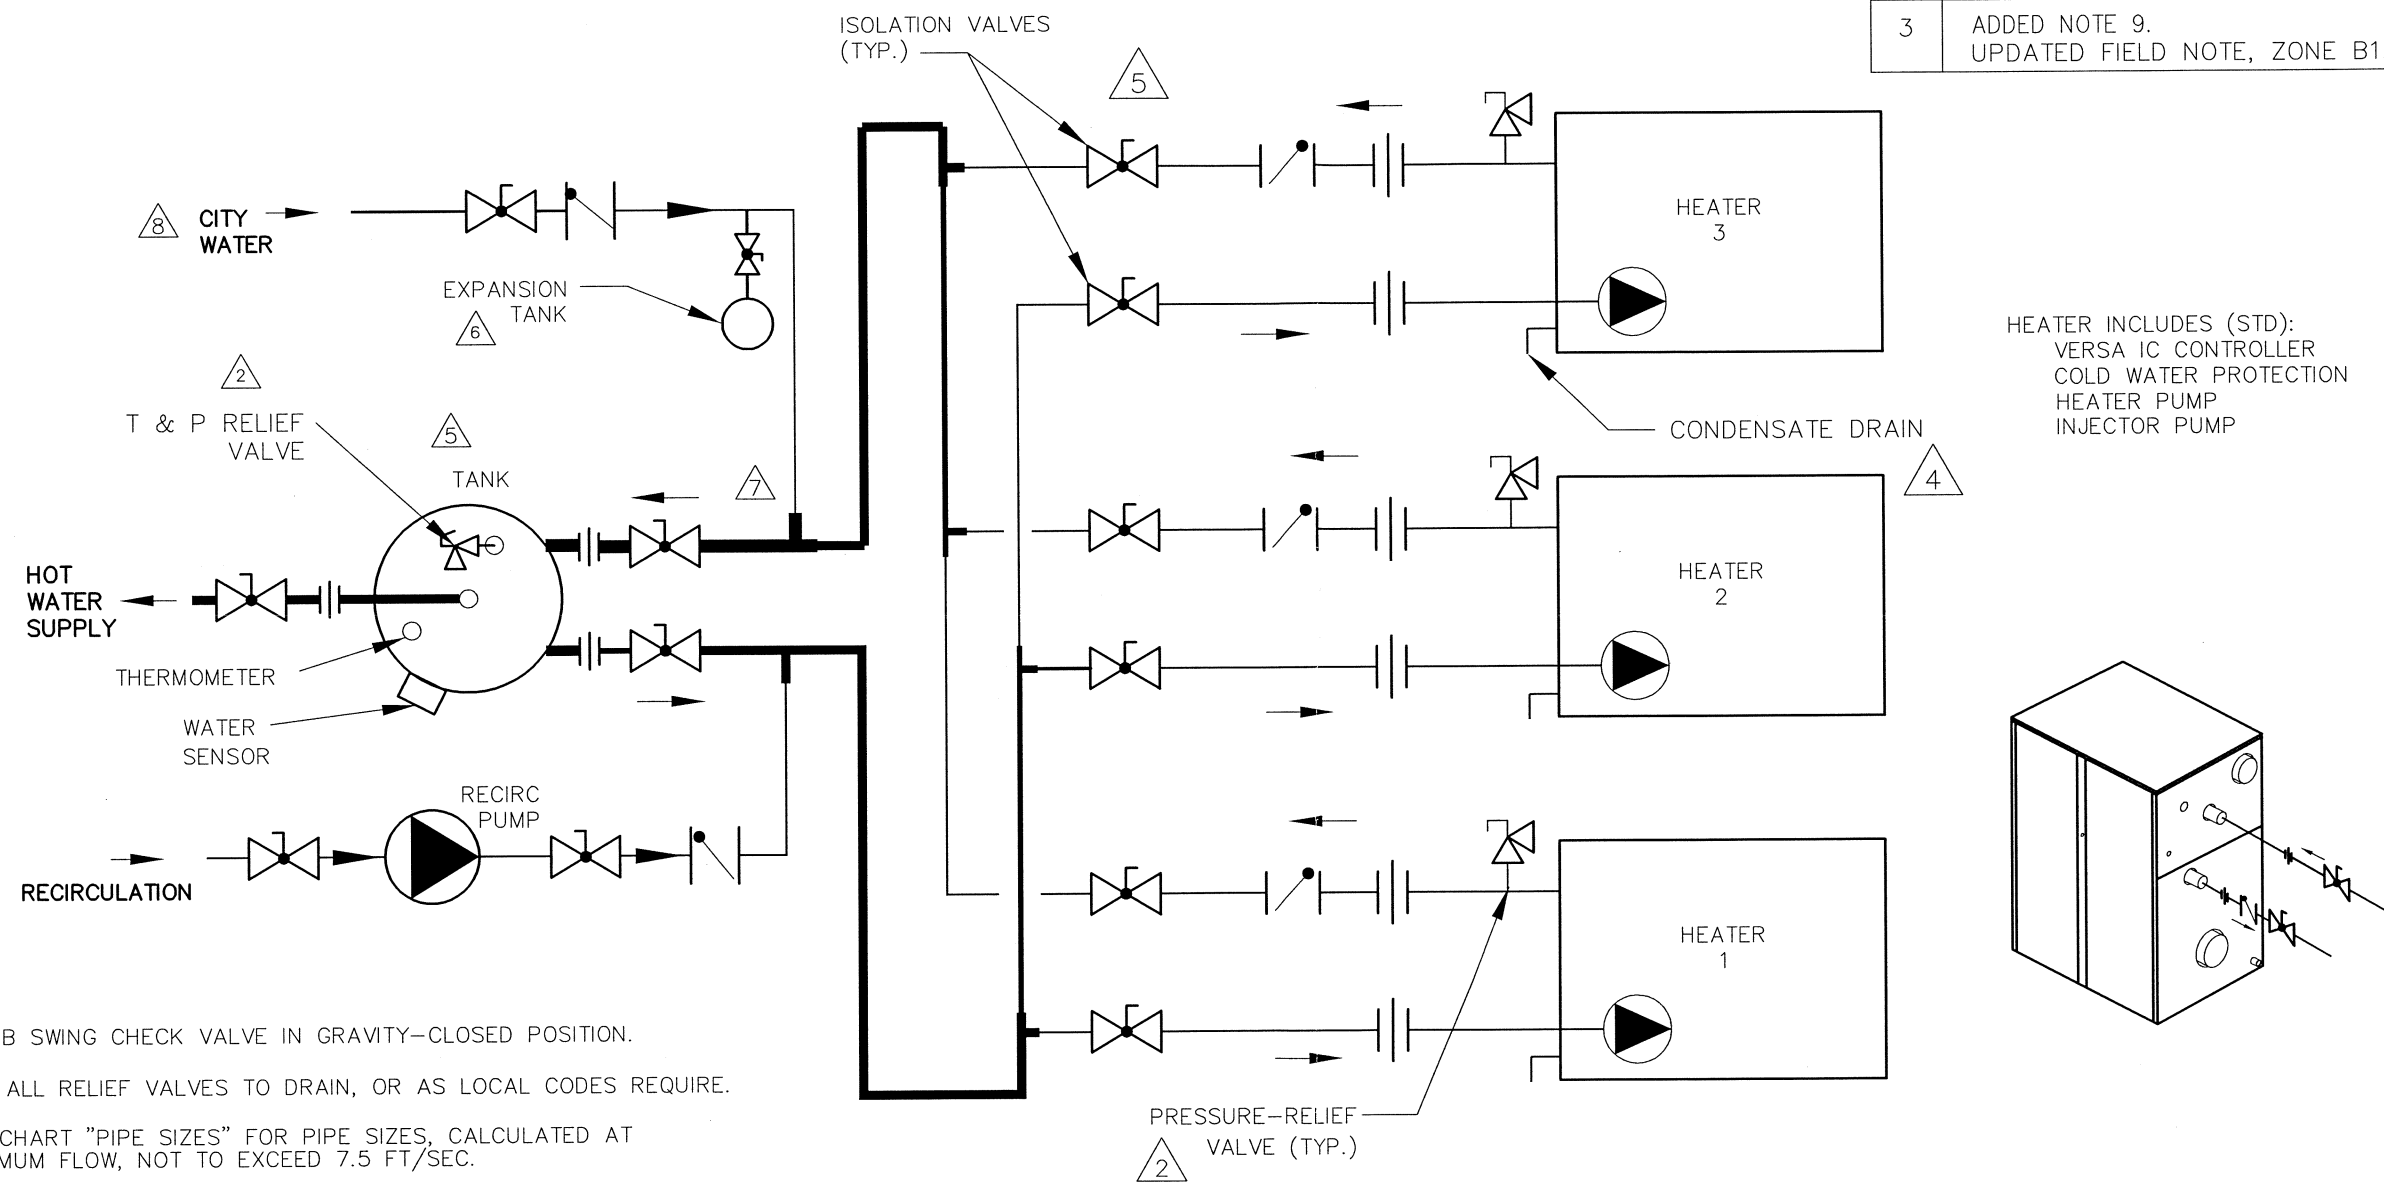 3
ADDED NOTE 9.
UPDATED FIELD NOTE, ZONE B1
ISOLATION VALVES
(TYP.)
5
8
CITY
WATER
EXPANSION
TANK
6
2
T & P RELIEF
VALVE
5
TANK
7
HOT
WATER
SUPPLY
THERMOMETER
WATER
SENSOR
RECIRC
PUMP
RECIRCULATION
HEATER
3
HEATER INCLUDES (STD):
VERSA IC CONTROLLER
COLD WATER PROTECTION
HEATER PUMP
INJECTOR PUMP
CONDENSATE DRAIN
4
HEATER
2
HEATER
1
PRESSURE-RELIEF
VALVE (TYP.)
2
B SWING CHECK VALVE IN GRAVITY-CLOSED POSITION.
ALL RELIEF VALVES TO DRAIN, OR AS LOCAL CODES REQUIRE.
CHART "PIPE SIZES" FOR PIPE SIZES, CALCULATED AT
MUM FLOW, NOT TO EXCEED 7.5 FT/SEC.